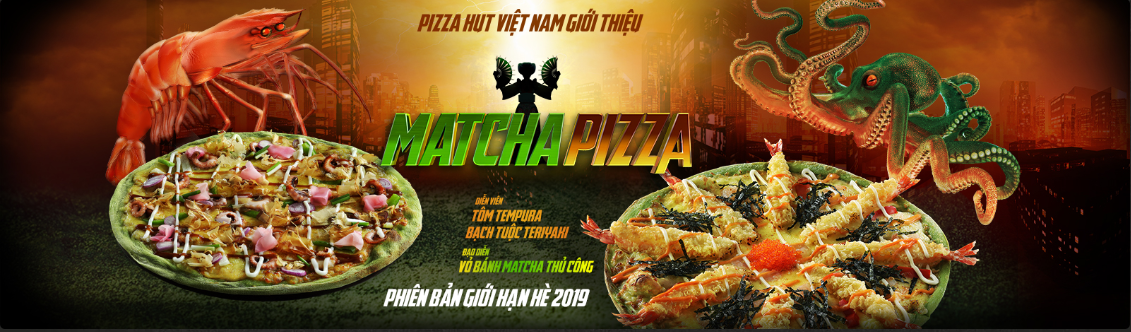 PIZZA HUT VIỆT NAM GIỚI THIỆU
MATCHA PIZZA
DIỄN VIÊN
TÔM TEMPURA
BẠCH TUỘC TERIYAKI
ĐẠO DIỄN
VỎ BÁNH MATCHA THỦ CÔNG
PHIÊN BẢN GIỚI HẠN HÈ 2019